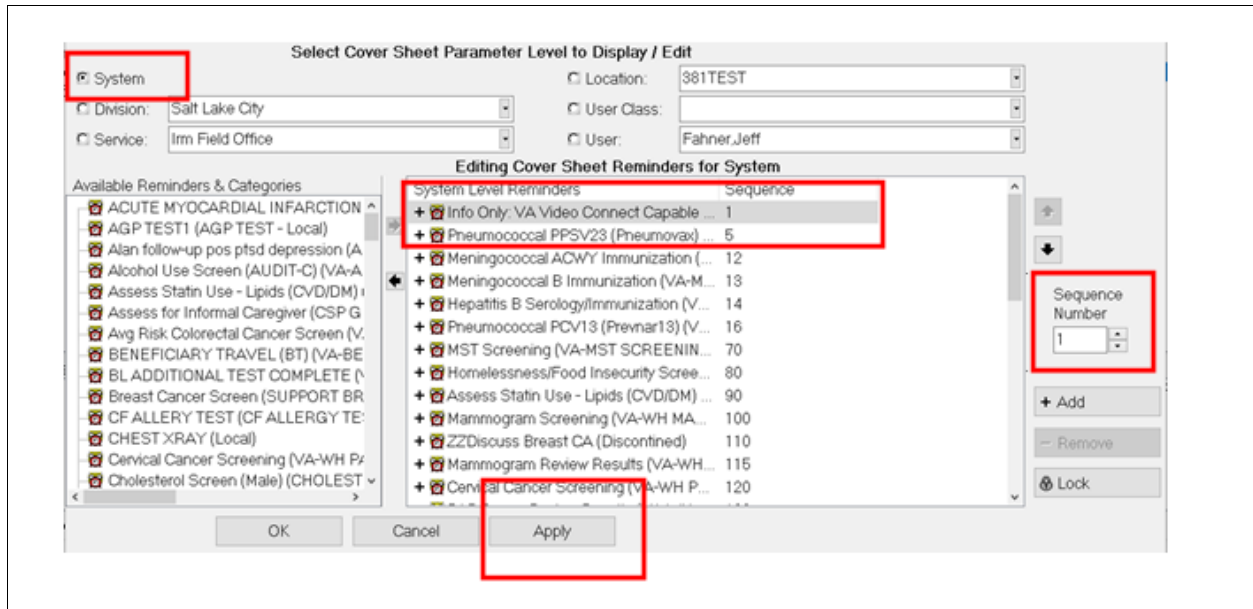 Select Cover Sheet Parameter Level to Display / Edit
System
Location: 381TEST
Division: Salt Lake City
User Class:
Service: Irm Field Office
User: Fahner,Jeff
Editing Cover Sheet Reminders for System
Available Reminders & Categories
ACUTE MYOCARDIAL INFARCTION
AGP TEST1 (AGP TEST - Local)
Alan follow-up pos ptsd depression (A
Alcohol Use Screen (AUDIT-C) (VA-A
Assess Statin Use - Lipids (CVD/DM)
Assess for Informal Caregiver (CSP G
Avg Risk Colorectal Cancer Screen (V.
BENEFICIARY TRAVEL (BT) (VA-BE
BL ADDITIONAL TEST COMPLETE (
Breast Cancer Screen (SUPPORT BR
CF ALLERY TEST (CF ALLERGY TE
CHEST XRAY (Local)
Cervical Cancer Screening (VA-WH PA
Cholesterol Screen (Male) (CHOLEST
System Level Reminders Sequence
+ Info Only: VA Video Connect Capable ... 1
+ Pneumococcal PPSV23 (Pneumovax) ... 5
+ Meningococcal ACWY Immunization (... 12
+ Meningococcal B Immunization (VA-M... 13
+ Hepatitis B Serology/Immunization (V... 14
+ Pneumococcal PCV13 (Prevnar13) (V... 16
+ MST Screening (VA-MST SCREENIN... 70
+ Homelessness/Food Insecurity Scree... 80
+ Assess Statin Use - Lipids (CVD/DM) ... 90
+ Mammogram Screening (VA-WH MA... 100
+ ZZDiscuss Breast CA (Discontined) 110
+ Mammogram Review Results (VA-WH... 115
+ Cervical Cancer Screening (VA-WH P... 120
Sequence
Number
1
+ Add
− Remove
Lock
OK Cancel Apply